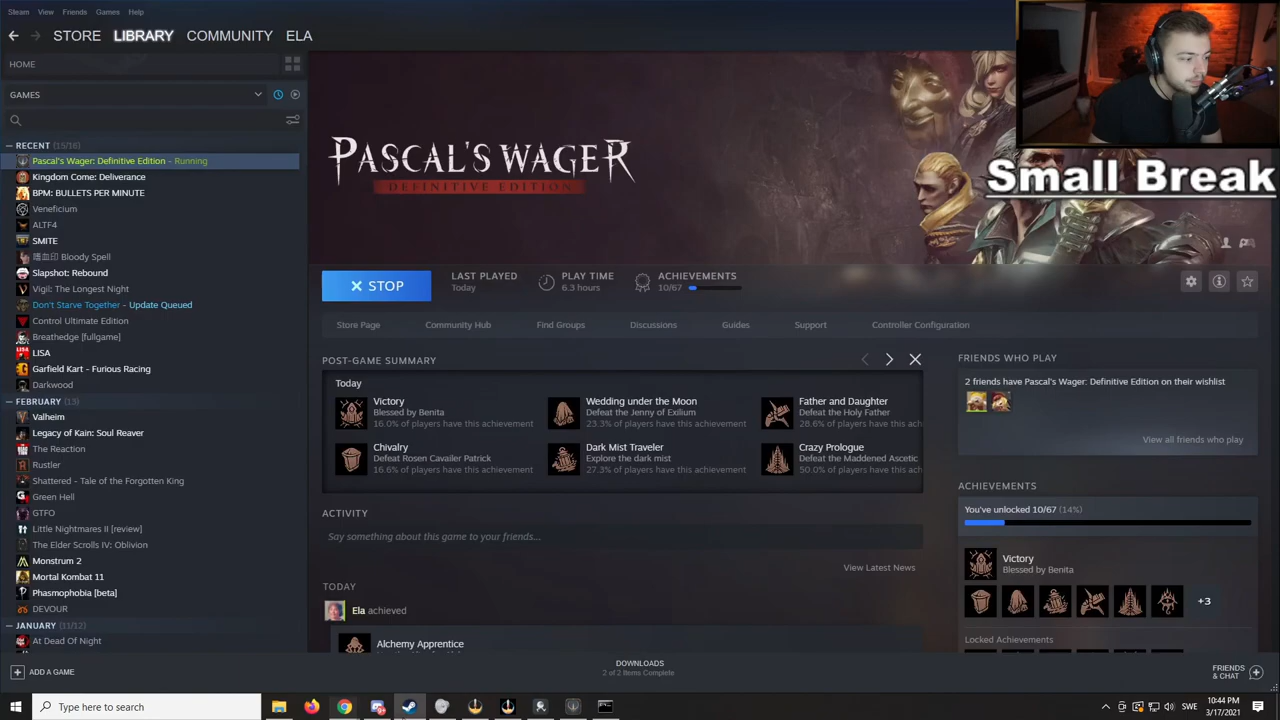 Steam View Friends Games Help
STORE LIBRARY COMMUNITY ELA
HOME
GAMES
RECENT (15/16)
Pascal's Wager: Definitive Edition - Running
Kingdom Come: Deliverance
BPM: BULLETS PER MINUTE
Veneficium
ALTF4
SMITE
嗜血印 Bloody Spell
Slapshot: Rebound
Vigil: The Longest Night
Don't Starve Together - Update Queued
Control Ultimate Edition
Breathedge [fullgame]
LISA
Garfield Kart - Furious Racing
Darkwood
FEBRUARY (13)
Valheim
Legacy of Kain: Soul Reaver
The Reaction
Rustler
Shattered - Tale of the Forgotten King
Green Hell
GTFO
Little Nightmares II [review]
The Elder Scrolls IV: Oblivion
Monstrum 2
Mortal Kombat 11
Phasmophobia [beta]
DEVOUR
JANUARY (11/12)
At Dead Of Night
ADD A GAME
PASCAL'S WAGER
DEFINITIVE EDITION
Small Break
STOP
LAST PLAYED
Today
PLAY TIME
6.3 hours
ACHIEVEMENTS
10/67
Store Page Community Hub Find Groups Discussions Guides Support Controller Configuration
POST-GAME SUMMARY
Today
Victory
Blessed by Benita
16.0% of players have this achievement
Wedding under the Moon
Defeat the Jenny of Exilium
23.3% of players have this achievement
Father and Daughter
Defeat the Holy Father
28.6% of players have this ach
Chivalry
Defeat Rosen Cavailer Patrick
16.6% of players have this achievement
Dark Mist Traveler
Explore the dark mist
27.3% of players have this achievement
Crazy Prologue
Defeat the Maddened Ascetic
50.0% of players have this ach
ACTIVITY
Say something about this game to your friends...
View Latest News
TODAY
Ela achieved
Alchemy Apprentice
FRIENDS WHO PLAY
2 friends have Pascal's Wager: Definitive Edition on their wishlist
View all friends who play
ACHIEVEMENTS
You've unlocked 10/67 (14%)
Victory
Blessed by Benita
+3
Locked Achievements
DOWNLOADS
2 of 2 Items Complete
FRIENDS
& CHAT
Type here to search
SWE
10:44 PM
3/17/2021